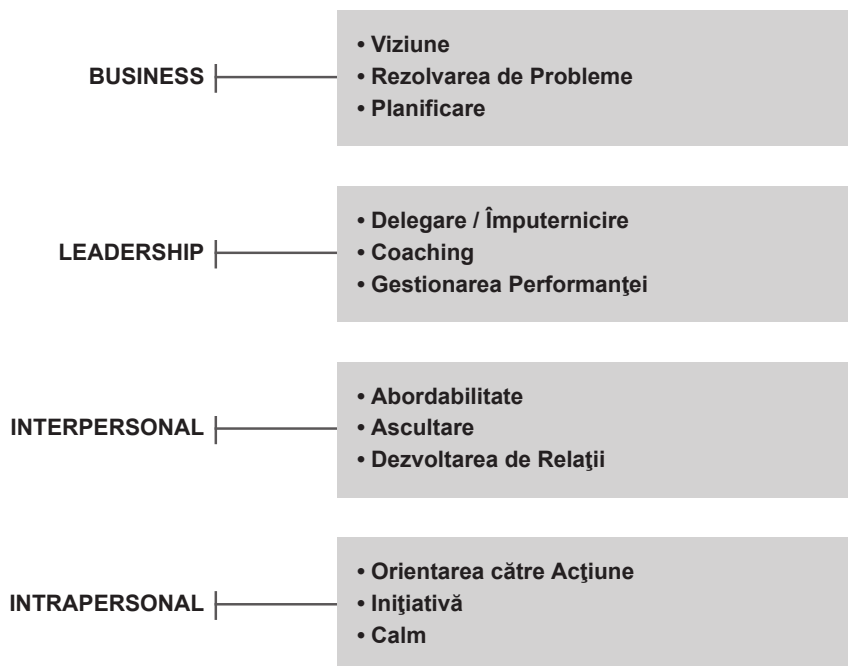 BUSINESS
• Viziune
• Rezolvarea de Probleme
• Planificare
LEADERSHIP
• Delegare / Împuternicire
• Coaching
• Gestionarea Performanţei
INTERPERSONAL
• Abordabilitate
• Ascultare
• Dezvoltarea de Relaţii
INTRAPERSONAL
• Orientarea către Acţiune
• Iniţiativă
• Calm